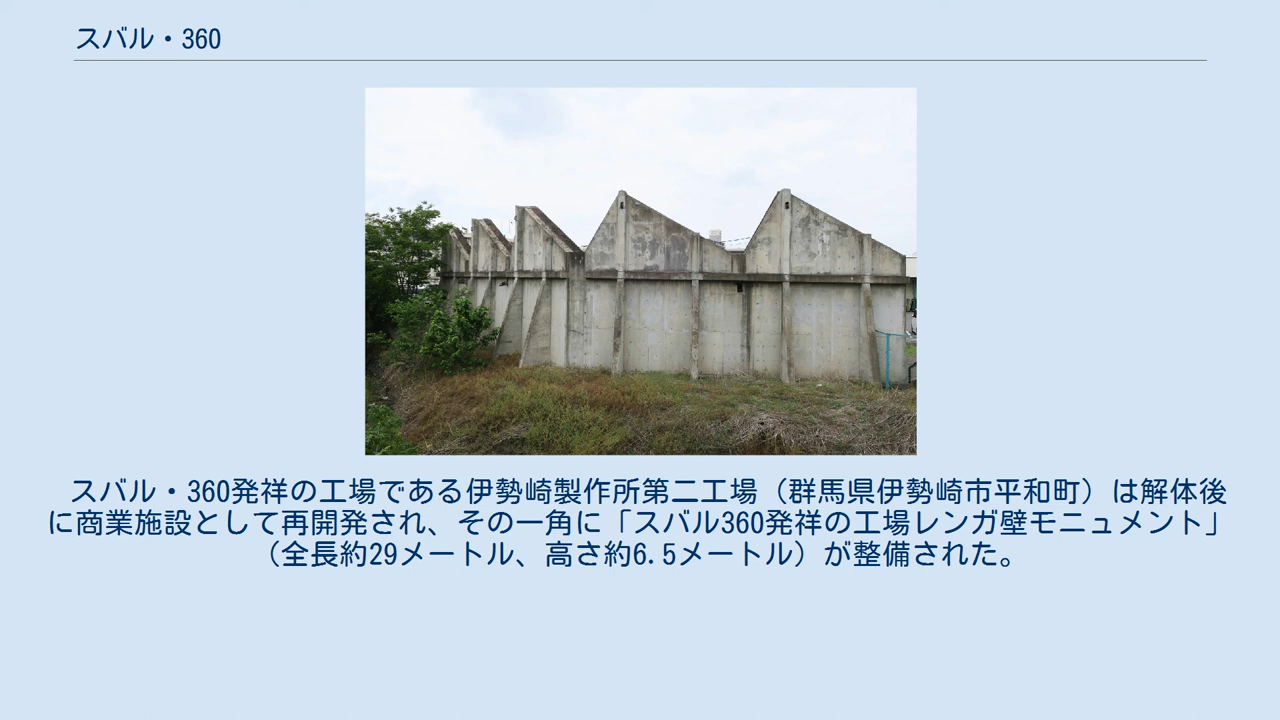 スバル・360
スバル・360発祥の工場である伊勢崎製作所第二工場（群馬県伊勢崎市平和町）は解体後
に商業施設として再開発され、その一角に「スバル360発祥の工場レンガ壁モニュメント」
（全長約29メートル、高さ約6.5メートル）が整備された。